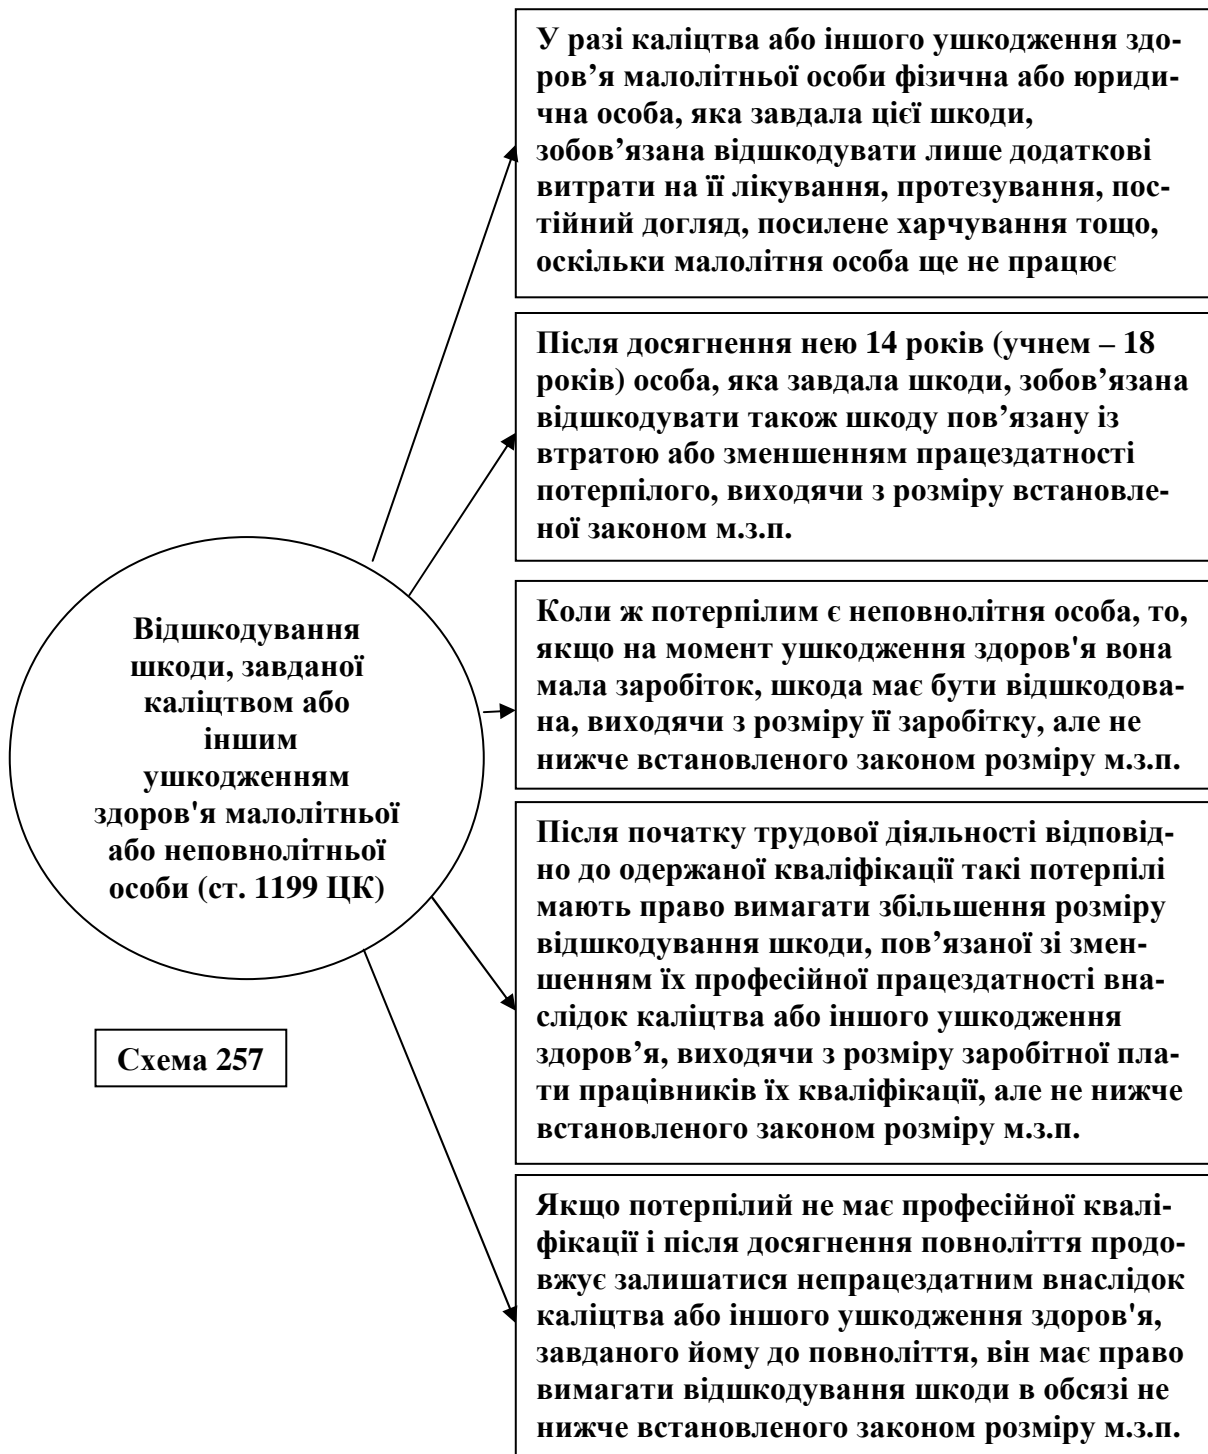 У разі каліцтва або іншого ушкодження здо-
ров’я малолітньої особи фізична або юриди-
чна особа, яка завдала цієї шкоди,
зобов’язана відшкодувати лише додаткові
витрати на її лікування, протезування, пос-
тійний догляд, посилене харчування тощо,
оскільки малолітня особа ще не працює
Після досягнення нею 14 років (учнем – 18
років) особа, яка завдала шкоди, зобов’язана
відшкодувати також шкоду пов’язану із
втратою або зменшенням працездатності
потерпілого, виходячи з розміру встановле-
ної законом м.з.п.
Коли ж потерпілим є неповнолітня особа, то,
якщо на момент ушкодження здоров'я вона
мала заробіток, шкода має бути відшкодова-
на, виходячи з розміру її заробітку, але не
нижче встановленого законом розміру м.з.п.
Відшкодування
шкоди, завданої
каліцтвом або
іншим
ушкодженням
здоров'я малолітньої
або неповнолітньої
особи (ст. 1199 ЦК)
Після початку трудової діяльності відповід-
но до одержаної кваліфікації такі потерпілі
мають право вимагати збільшення розміру
відшкодування шкоди, пов’язаної зі змен-
шенням їх професійної працездатності вна-
слідок каліцтва або іншого ушкодження
здоров’я, виходячи з розміру заробітної пла-
ти працівників їх кваліфікації, але не нижче
встановленого законом розміру м.з.п.
Схема 257
Якщо потерпілий не має професійної квалі-
фікації і після досягнення повноліття продо-
вжує залишатися непрацездатним внаслідок
каліцтва або іншого ушкодження здоров'я,
завданого йому до повноліття, він має право
вимагати відшкодування шкоди в обсязі не
нижче встановленого законом розміру м.з.п.